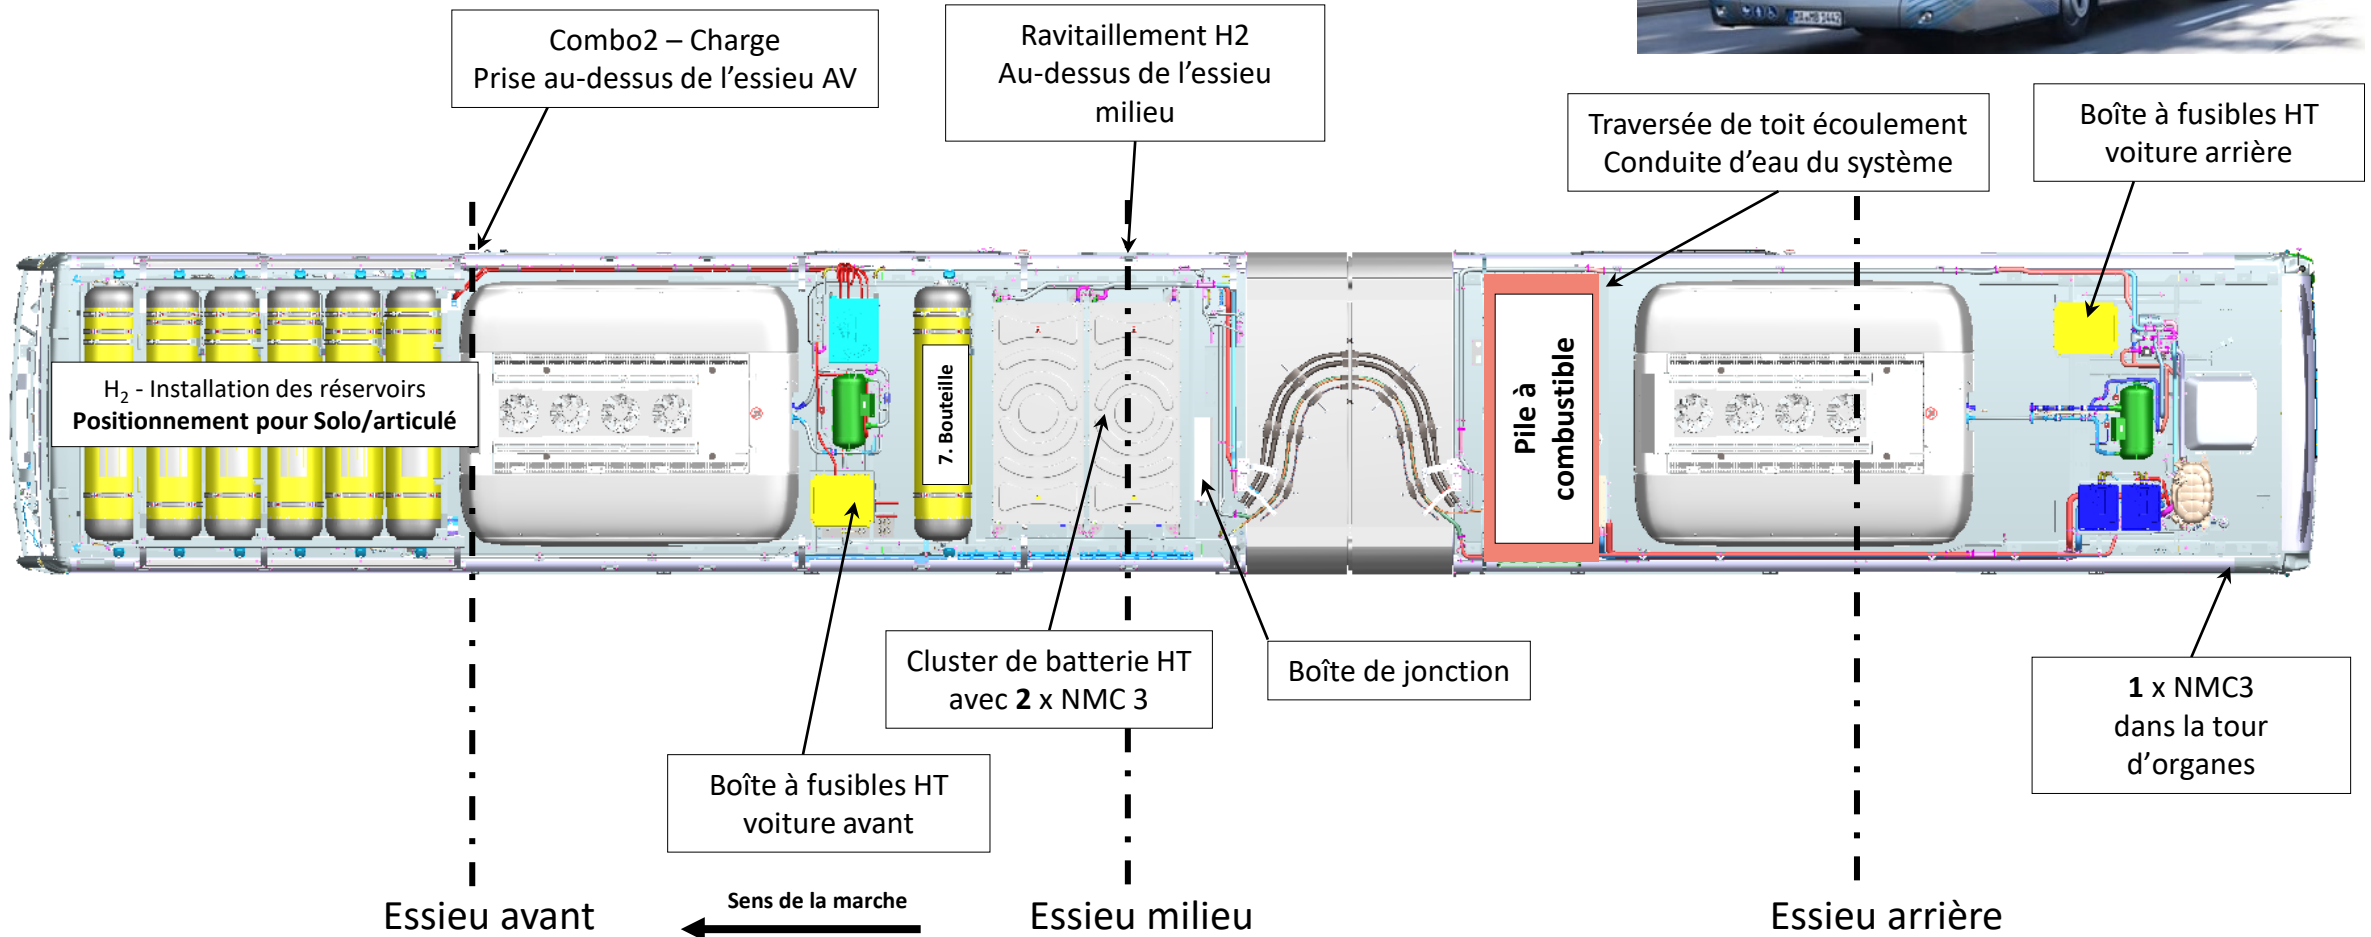 MA•MB 1442
Combo2 – Charge
Prise au-dessus de l’essieu AV
Ravitaillement H2
Au-dessus de l’essieu
milieu
Traversée de toit écoulement
Conduite d’eau du système
Boîte à fusibles HT
voiture arrière
H₂ - Installation des réservoirs
Positionnement pour Solo/articulé
7. Bouteille
Pile à
combustible
Cluster de batterie HT
avec 2 x NMC 3
Boîte de jonction
1 x NMC3
dans la tour
d’organes
Boîte à fusibles HT
voiture avant
Essieu avant
Sens de la marche
Essieu milieu
Essieu arrière